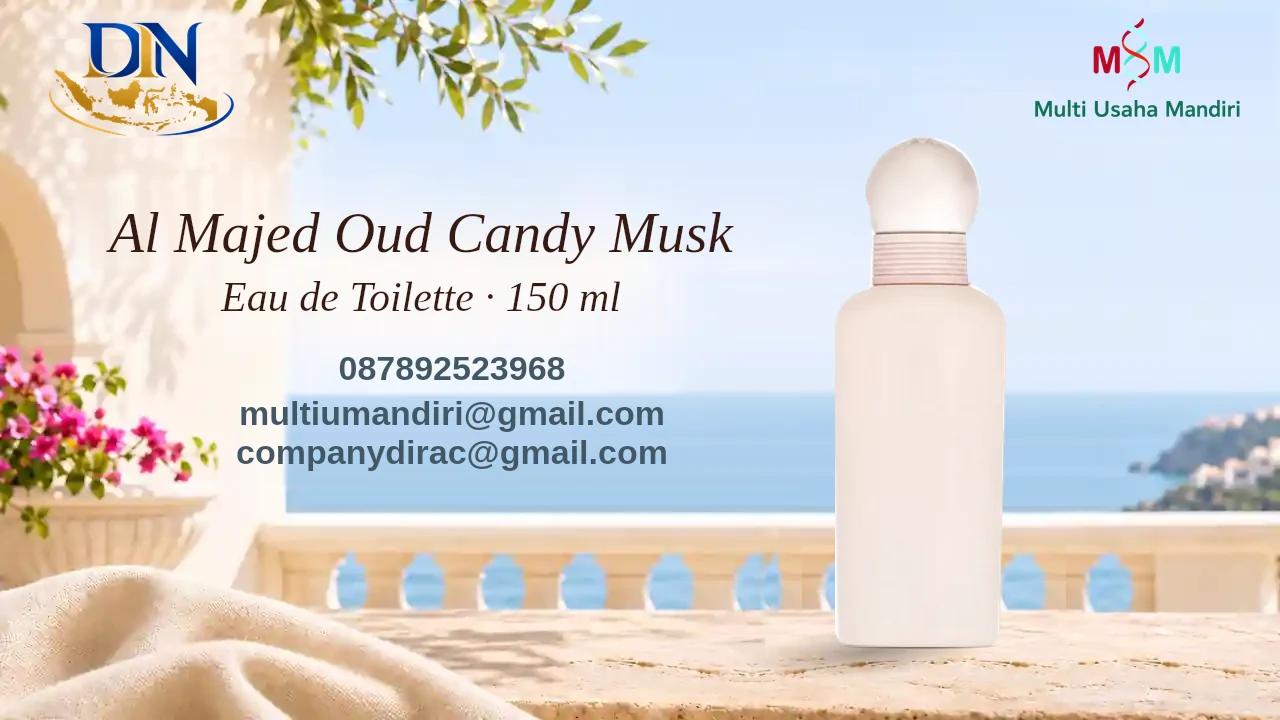 DN
MSM
Multi Usaha Mandiri
Al Majed Oud Candy Musk
Eau de Toilette · 150 ml
087892523968
multiumandiri@gmail.com
companydirac@gmail.com